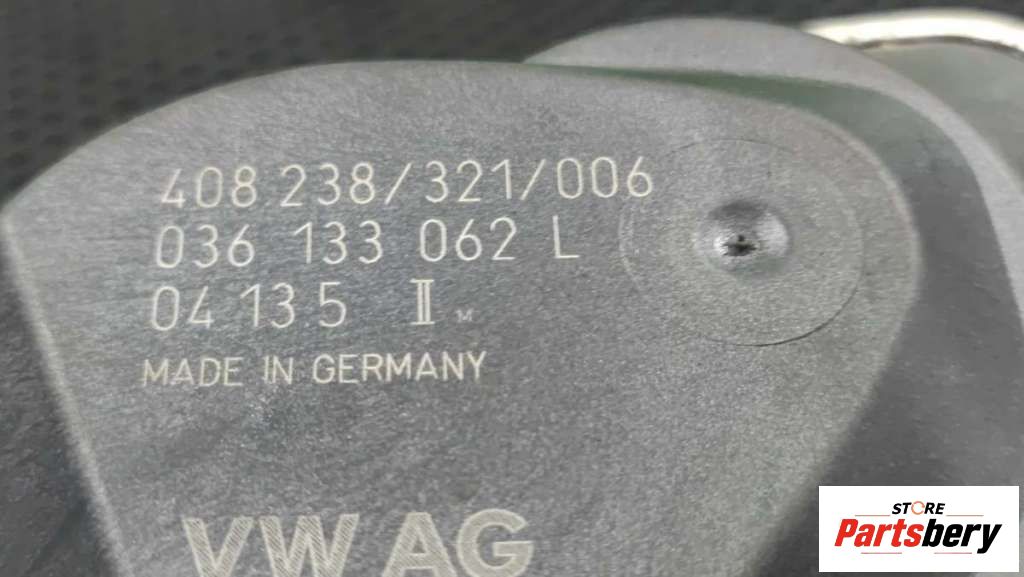 408 238/321/006
036 133 062 L
04 13 5 II M
MADE IN GERMANY
VW AG
STORE
Partsbery